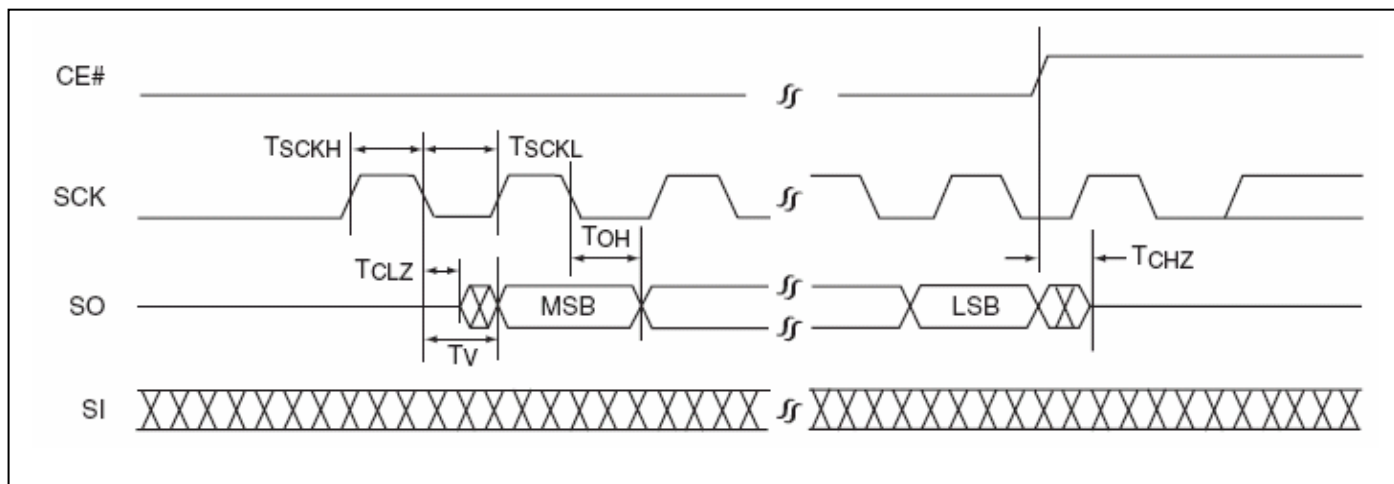 CE#
TSCKH
TSCKL
SCK
TOH
TCLZ
TCHZ
SO
MSB
LSB
TV
SI